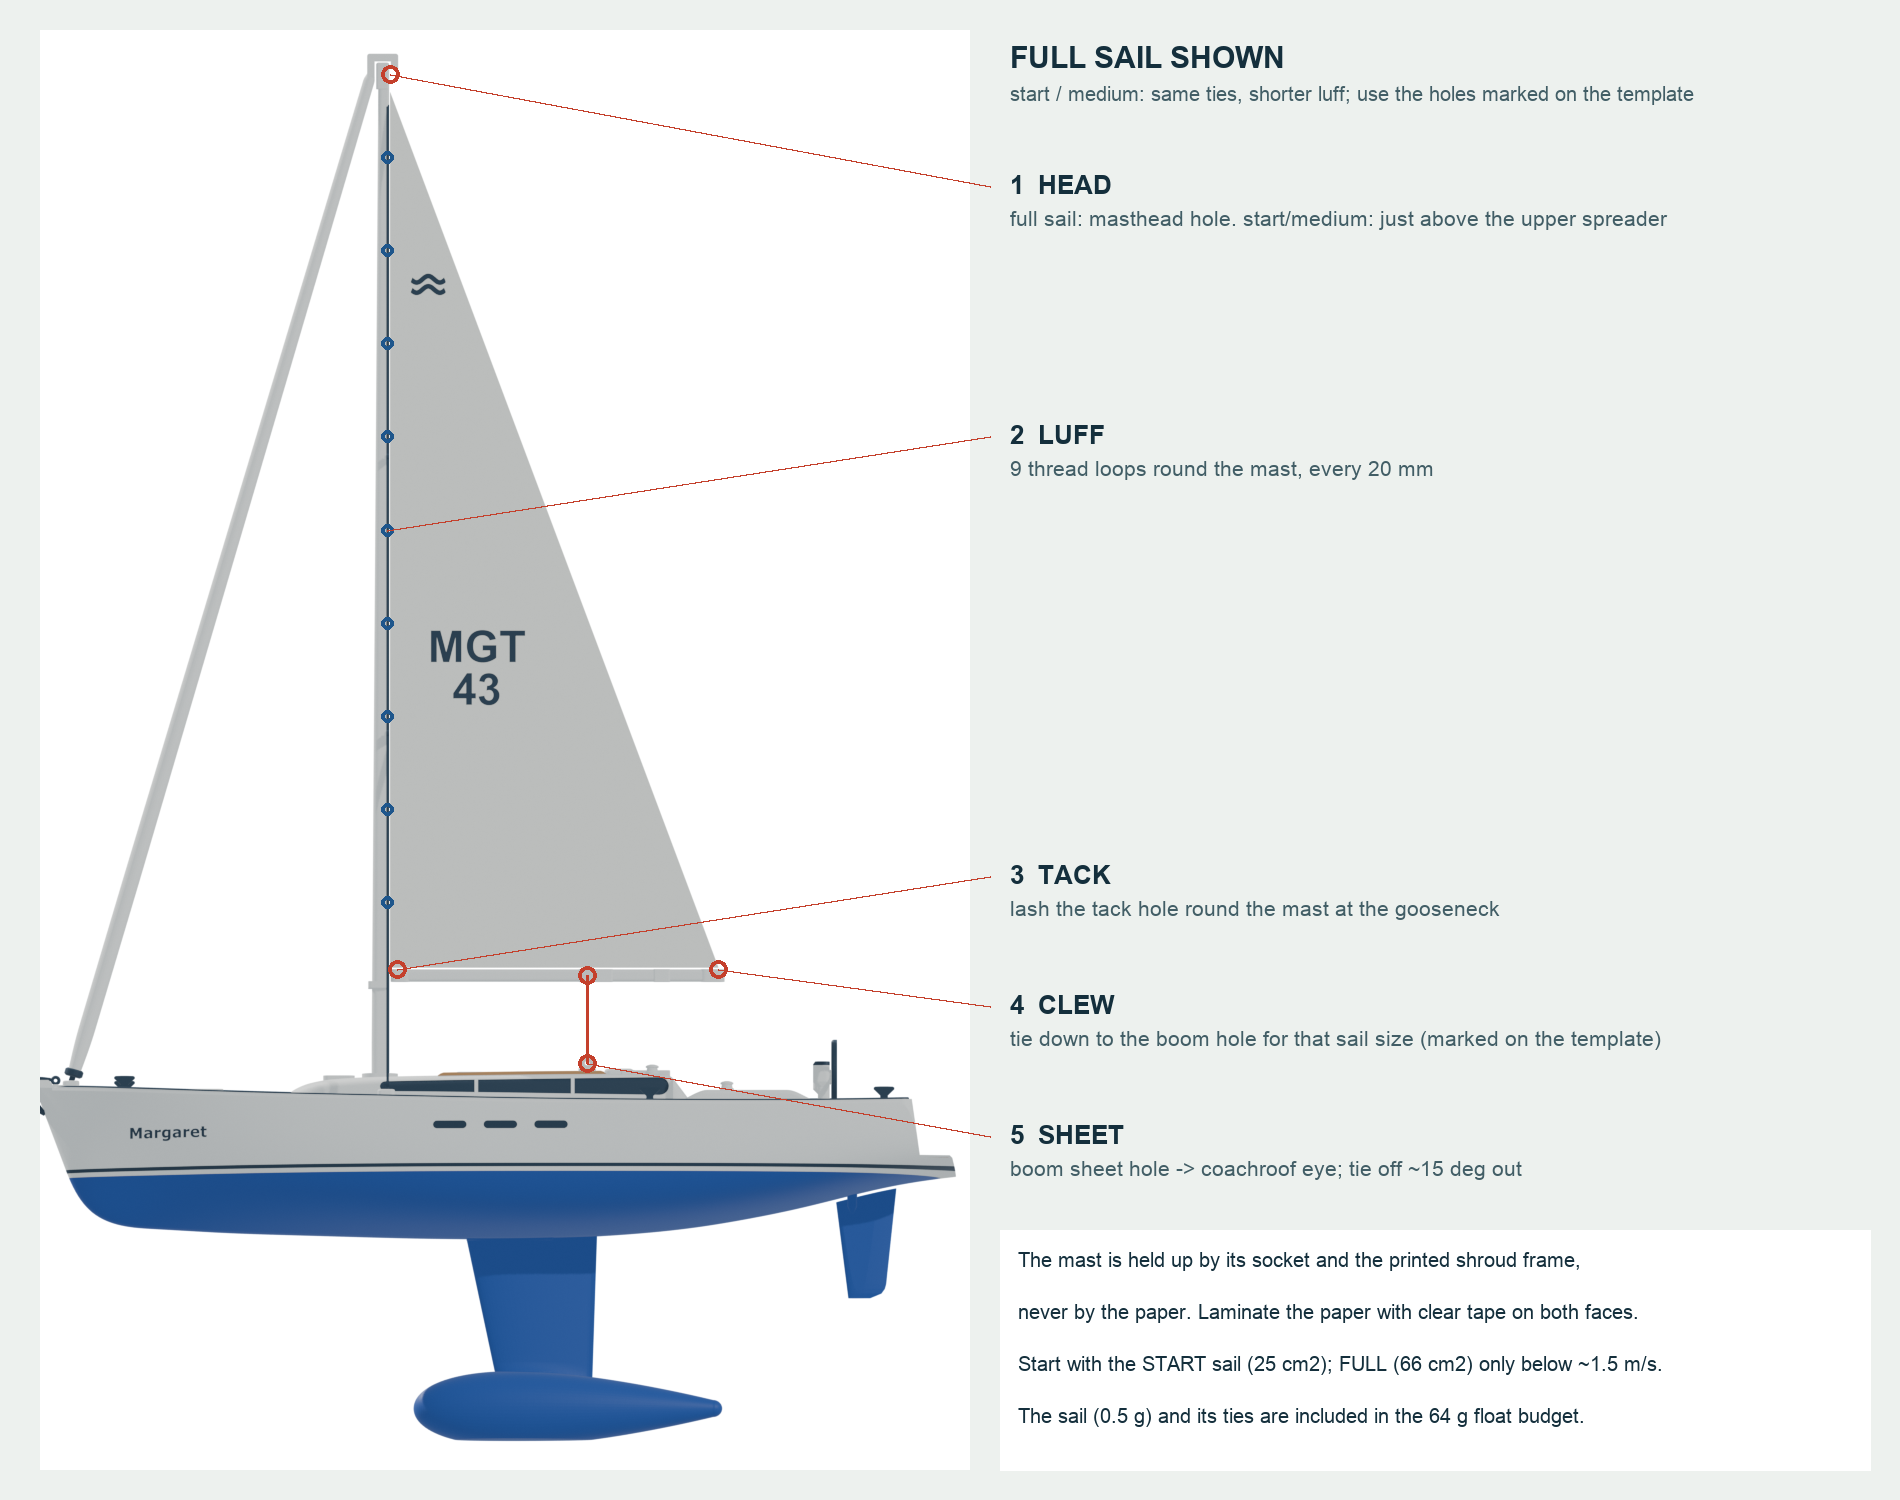 FULL SAIL SHOWN
start / medium: same ties, shorter luff; use the holes marked on the template
1 HEAD
full sail: masthead hole. start/medium: just above the upper spreader
2 LUFF
9 thread loops round the mast, every 20 mm
MGT
43
3 TACK
lash the tack hole round the mast at the gooseneck
4 CLEW
tie down to the boom hole for that sail size (marked on the template)
5 SHEET
boom sheet hole -> coachroof eye; tie off ~15 deg out
Margaret
The mast is held up by its socket and the printed shroud frame,
never by the paper. Laminate the paper with clear tape on both faces.
Start with the START sail (25 cm2); FULL (66 cm2) only below ~1.5 m/s.
The sail (0.5 g) and its ties are included in the 64 g float budget.